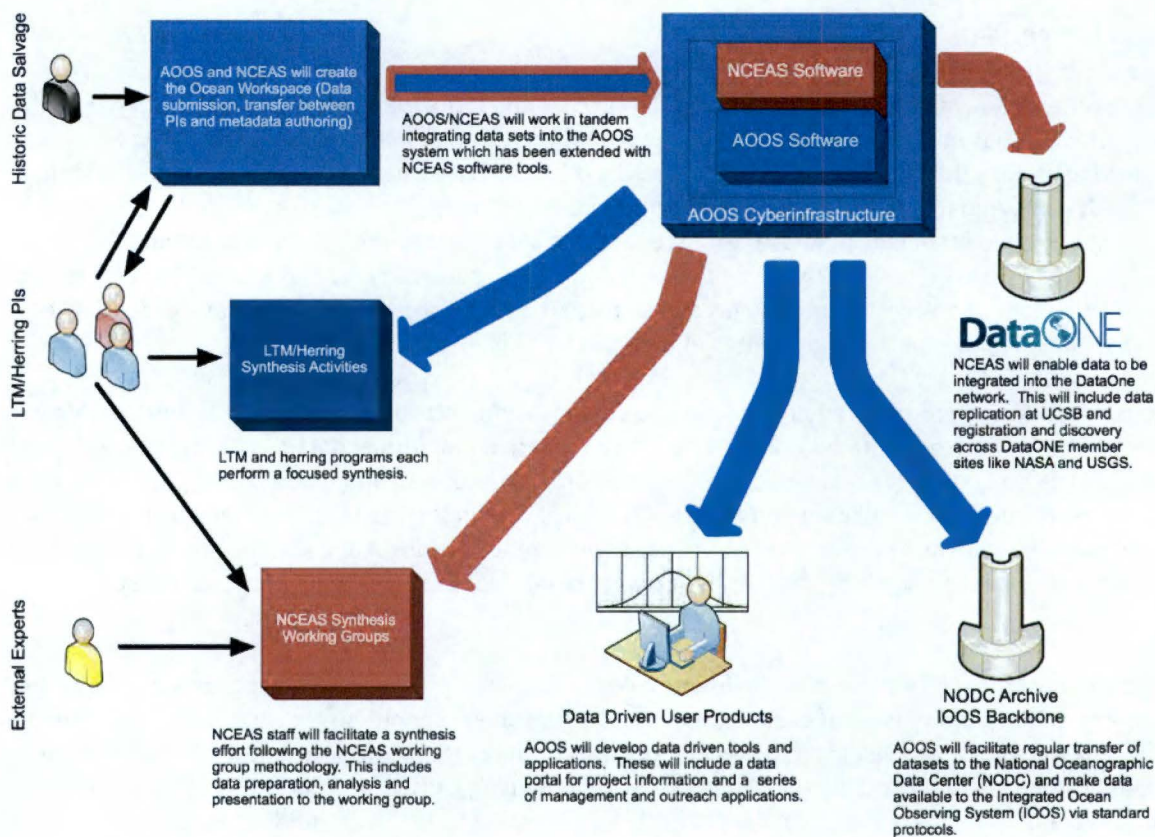 Historic Data Salvage
AOOS and NCEAS will create
the Ocean Workspace (Data
submission, transfer between
PIs and metadata authoring)
AOOS/NCEAS will work in tandem
integrating data sets into the AOOS
system which has been extended with
NCEAS software tools.
NCEAS Software
AOOS Software
AOOS Cyberinfrastructure
LTM/Herring PIs
LTM/Herring
Synthesis Activities
LTM and herring programs each
perform a focused synthesis.
DataONE
NCEAS will enable data to be
integrated into the DataOne
network. This will include data
replication at UCSB and
registration and discovery
across DataONE member
sites like NASA and USGS.
External Experts
NCEAS Synthesis
Working Groups
NCEAS staff will facilitate a synthesis
effort following the NCEAS working
group methodology. This includes
data preparation, analysis and
presentation to the working group.
Data Driven User Products
AOOS will develop data driven tools and
applications. These will include a data
portal for project information and a series
of management and outreach applications.
NODC Archive
IOOS Backbone
AOOS will facilitate regular transfer of
datasets to the National Oceanographic
Data Center (NODC) and make data
available to the Integrated Ocean
Observing System (IOOS) via standard
protocols.